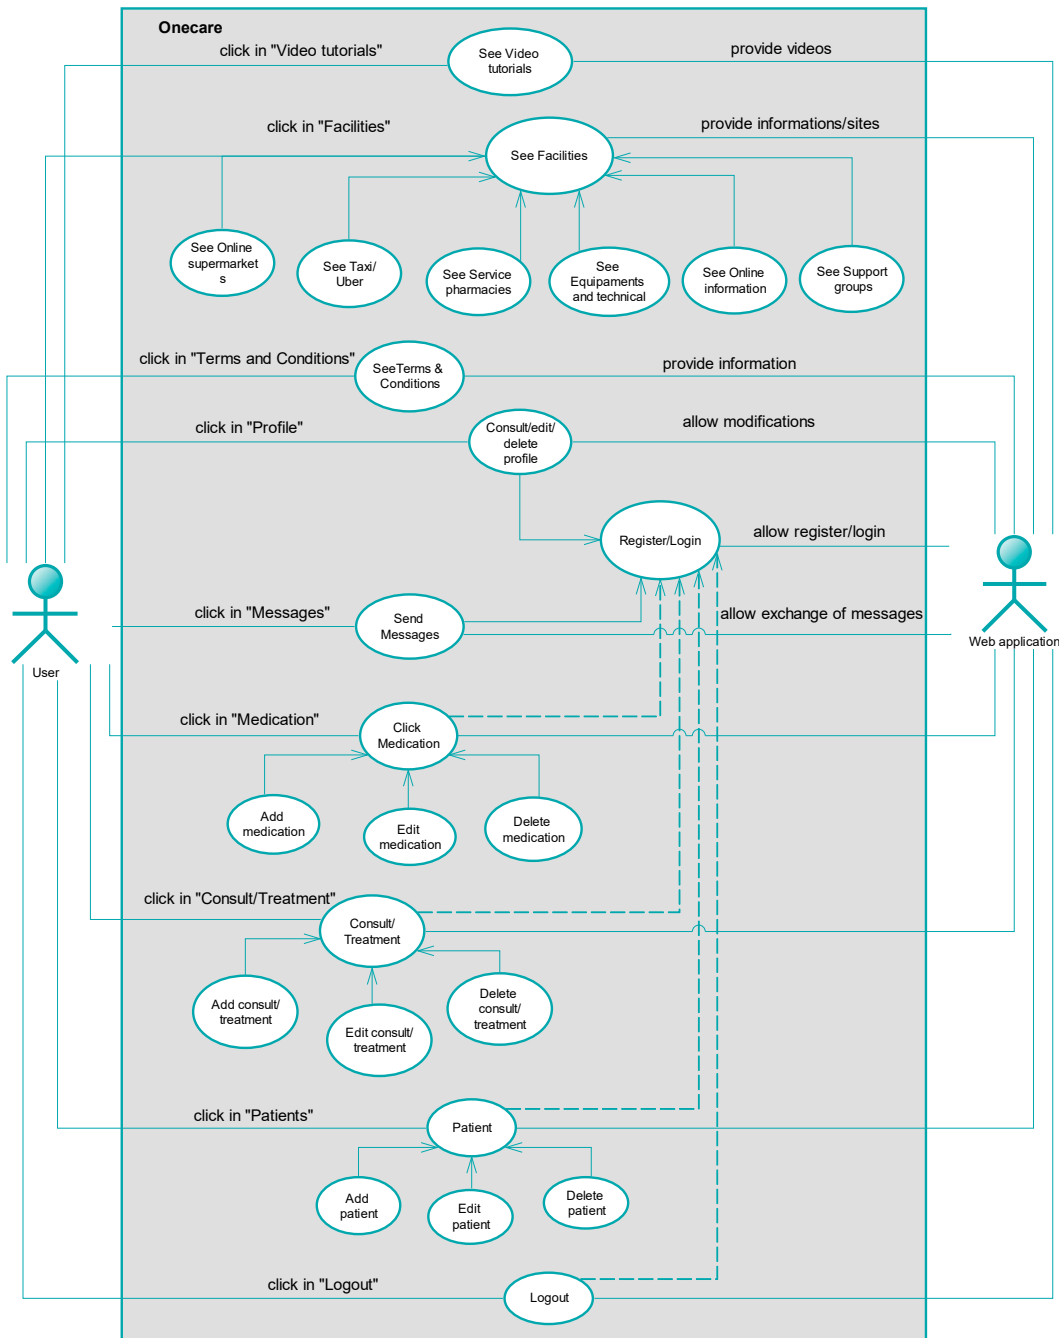 Onecare
click in "Video tutorials"
See Video
tutorials
provide videos
click in "Facilities"
See Facilities
provide informations/sites
See Online
supermarket
s
See Taxi/
Uber
See Service
pharmacies
See
Equipaments
and technical
See Online
information
See Support
groups
click in "Terms and Conditions"
SeeTerms &
Conditions
provide information
click in "Profile"
Consult/edit/
delete
profile
allow modifications
Register/Login
allow register/login
click in "Messages"
Send
Messages
allow exchange of messages
User
Web application
click in "Medication"
Click
Medication
Add
medication
Edit
medication
Delete
medication
click in "Consult/Treatment"
Consult/
Treatment
Add consult/
treatment
Edit consult/
treatment
Delete
consult/
treatment
click in "Patients"
Patient
Add
patient
Edit
patient
Delete
patient
click in "Logout"
Logout